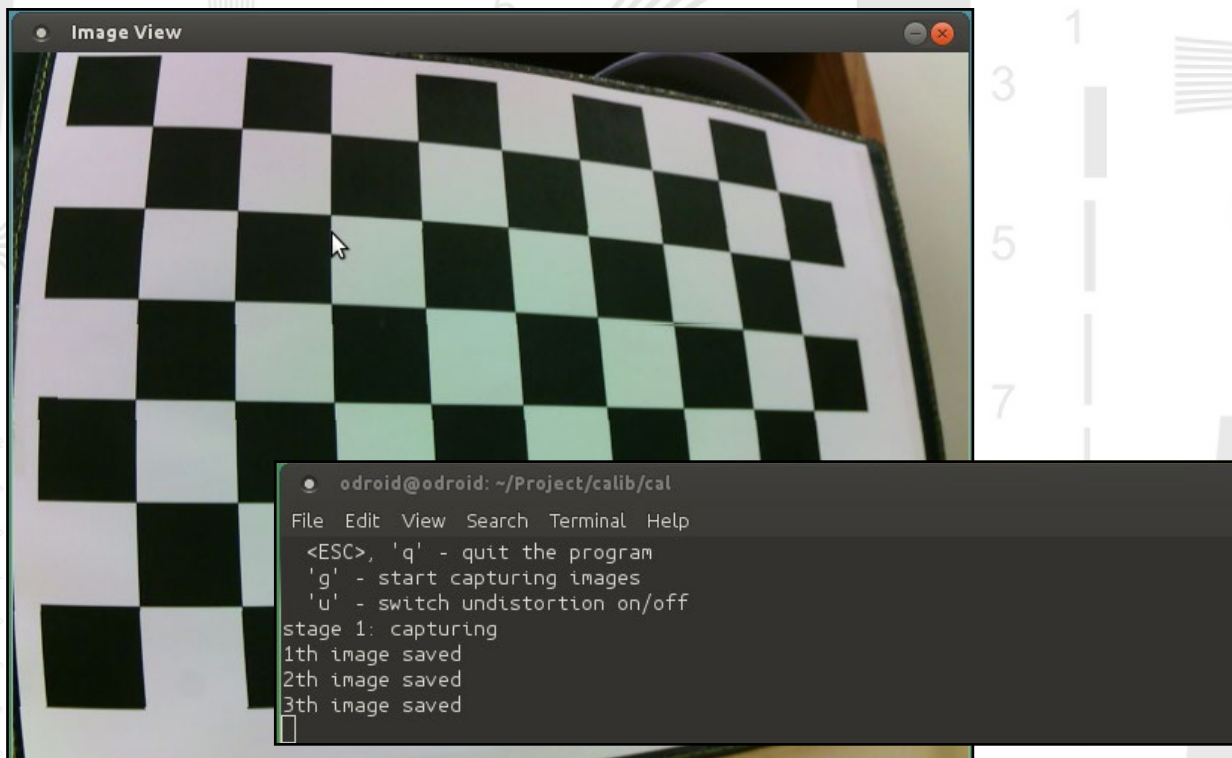 Image View
odroid@odroid: ~/Project/calib/cal
File Edit View Search Terminal Help
<ESC>, 'q' - quit the program
'g' - start capturing images
'u' - switch undistortion on/off
stage 1: capturing
1th image saved
2th image saved
3th image saved
1
3
5
7